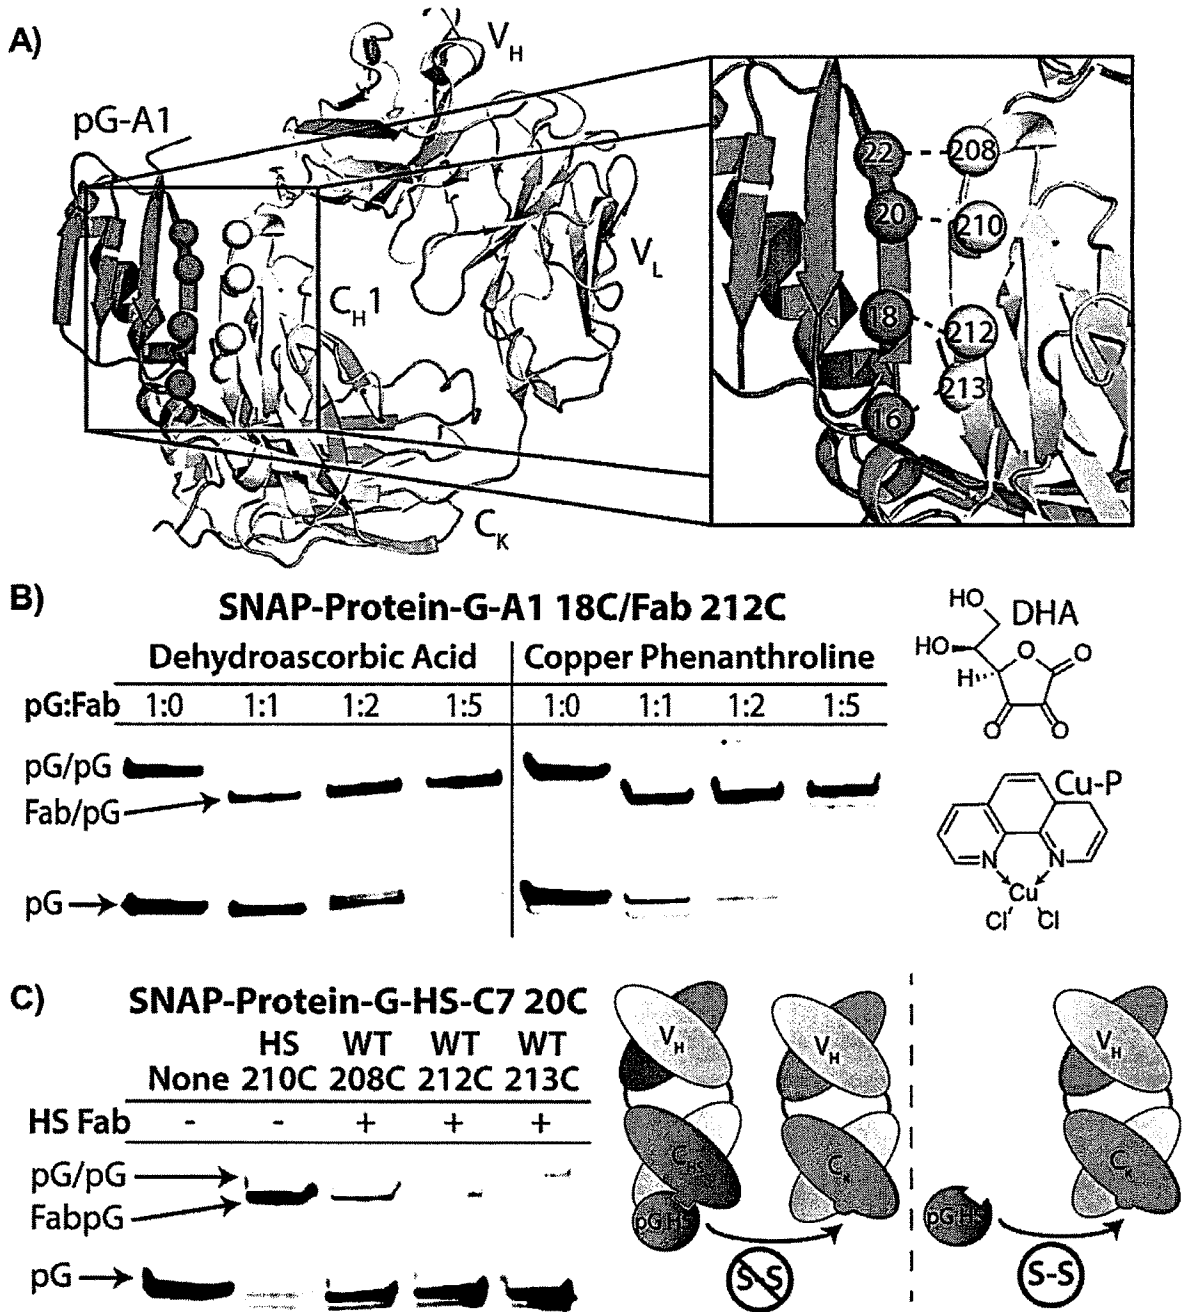 A)
V_H
pG-A1
V_L
C_H1
C_K
22 208
20 210
18 212
213
16
B)
SNAP-Protein-G-A1 18C/Fab 212C
Dehydroascorbic Acid Copper Phenanthroline
pG:Fab 1:0 1:1 1:2 1:5 1:0 1:1 1:2 1:5
pG/pG
Fab/pG
pG
HO DHA
HO O O
H
O O
Cu-P
N N
Cu
Cl Cl
C)
SNAP-Protein-G-HS-C7 20C
HS WT WT WT
None 210C 208C 212C 213C
HS Fab - - + + +
pG/pG
FabpG
pG
V_H V_H V_H
C_HS C_K C_K
pG HS pG HS
S-S S-S